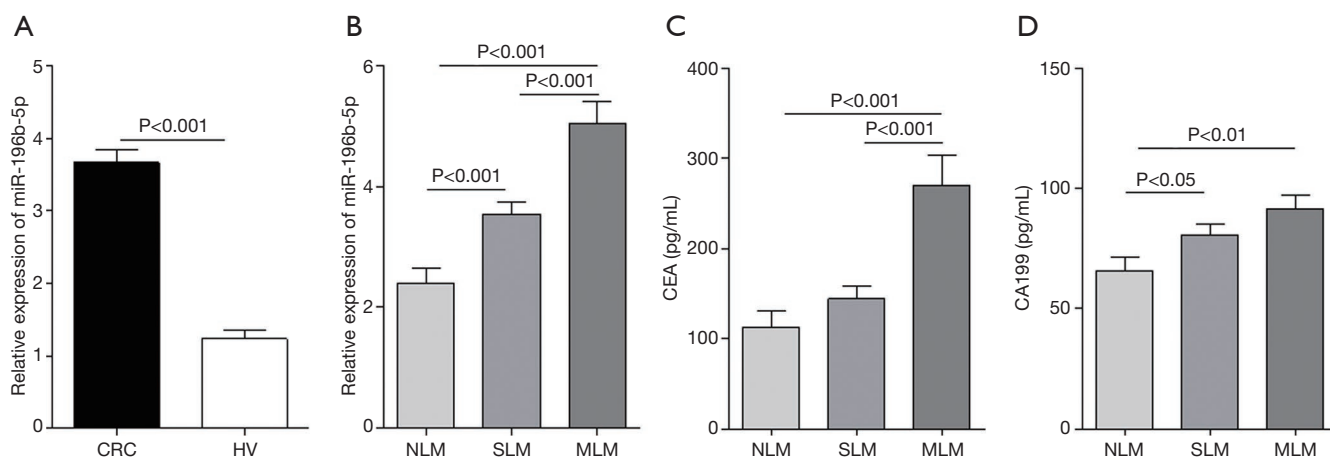 A
Relative expression of miR-196b-5p
5
4
3
2
1
0
P<0.001
CRC
HV
B
Relative expression of miR-196b-5p
6
4
2
0
P<0.001
P<0.001
P<0.001
NLM
SLM
MLM
C
CEA (pg/mL)
400
300
200
100
0
P<0.001
P<0.001
NLM
SLM
MLM
D
CA199 (pg/mL)
150
100
50
0
P<0.01
P<0.05
NLM
SLM
MLM